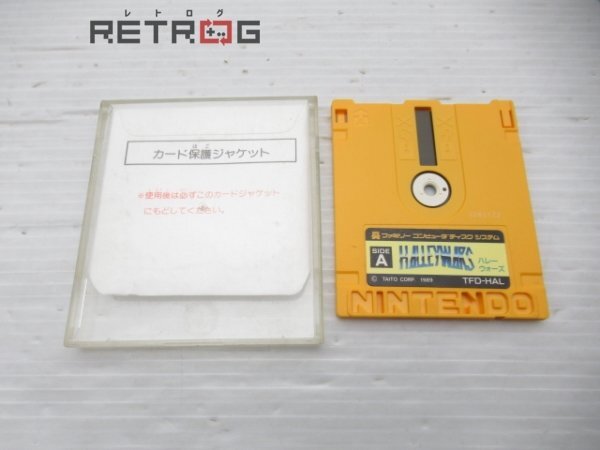 レトログ
RETROG
はこ
カード保護ジャケット
※使用後は必ずこのカードジャケット
にもどしてください。
ファミリー コンピュータ ディスク システム
SIDE
A
HALLEY WARS
ハレー
ウォーズ
© TAITO CORP. 1989
TFD-HAL
NINTENDO